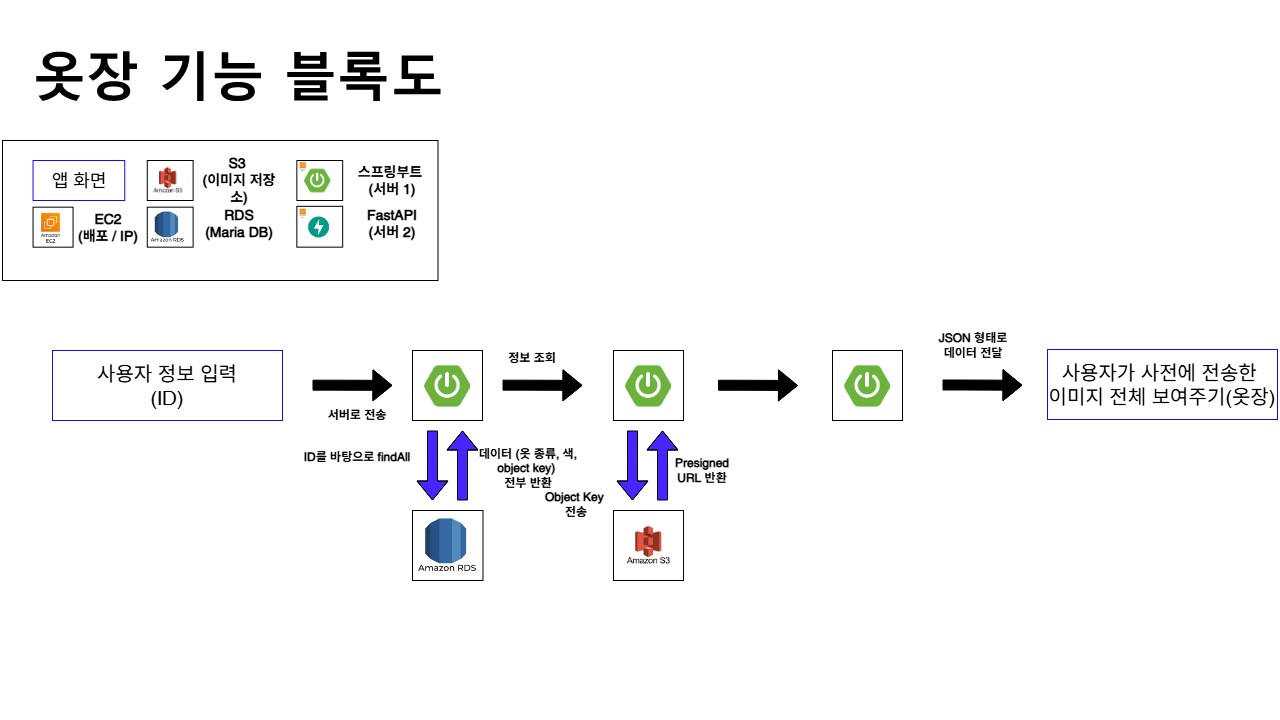 옷장 기능 블록도
앱 화면
Amazon S3
S3
(이미지 저장
소)
스프링부트
(서버 1)
Amazon
EC2
EC2
(배포 / IP)
Amazon RDS
RDS
(Maria DB)
FastAPI
(서버 2)
사용자 정보 입력
(ID)
서버로 전송
정보 조회
JSON 형태로
데이터 전달
사용자가 사전에 전송한
이미지 전체 보여주기(옷장)
ID를 바탕으로 findAll
데이터 (옷 종류, 색,
object key)
전부 반환
Object Key
전송
Presigned
URL 반환
Amazon RDS
Amazon S3